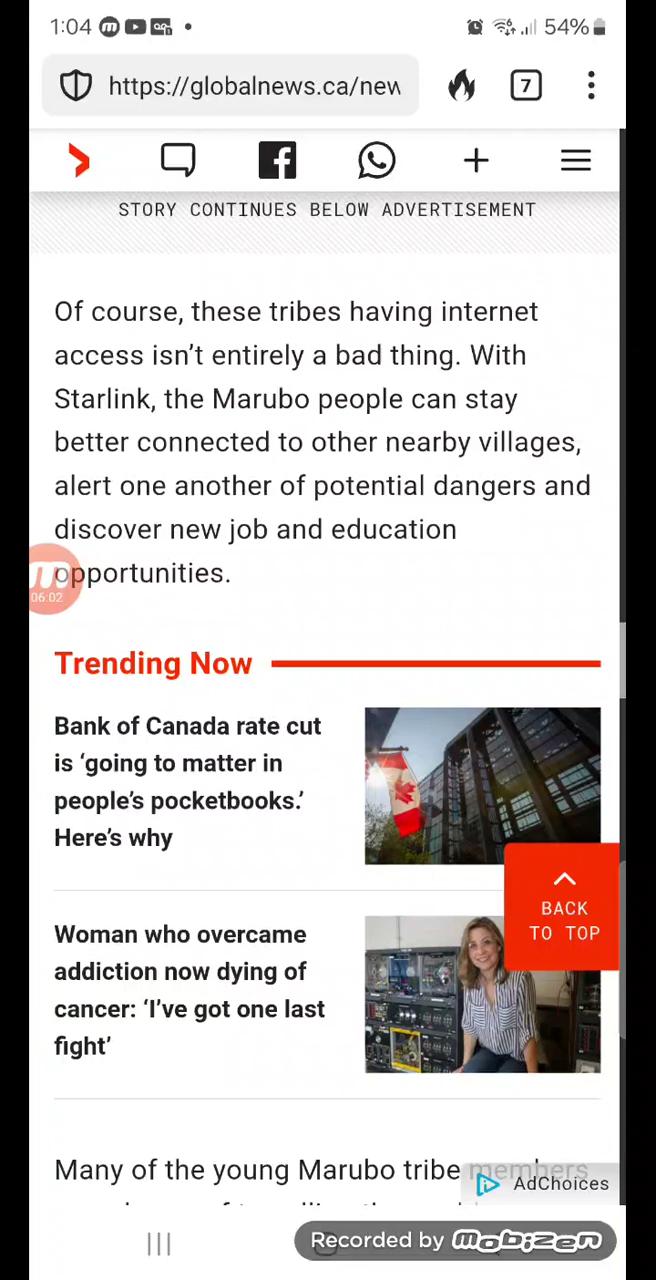 1:04
54%
https://globalnews.ca/new
7
STORY CONTINUES BELOW ADVERTISEMENT
Of course, these tribes having internet
access isn’t entirely a bad thing. With
Starlink, the Marubo people can stay
better connected to other nearby villages,
alert one another of potential dangers and
discover new job and education
opportunities.
06:02
Trending Now
Bank of Canada rate cut
is ‘going to matter in
people’s pocketbooks.’
Here’s why
BACK
TO TOP
Woman who overcame
addiction now dying of
cancer: ‘I’ve got one last
fight’
Many of the young Marubo tribe members
AdChoices
Recorded by mobizen